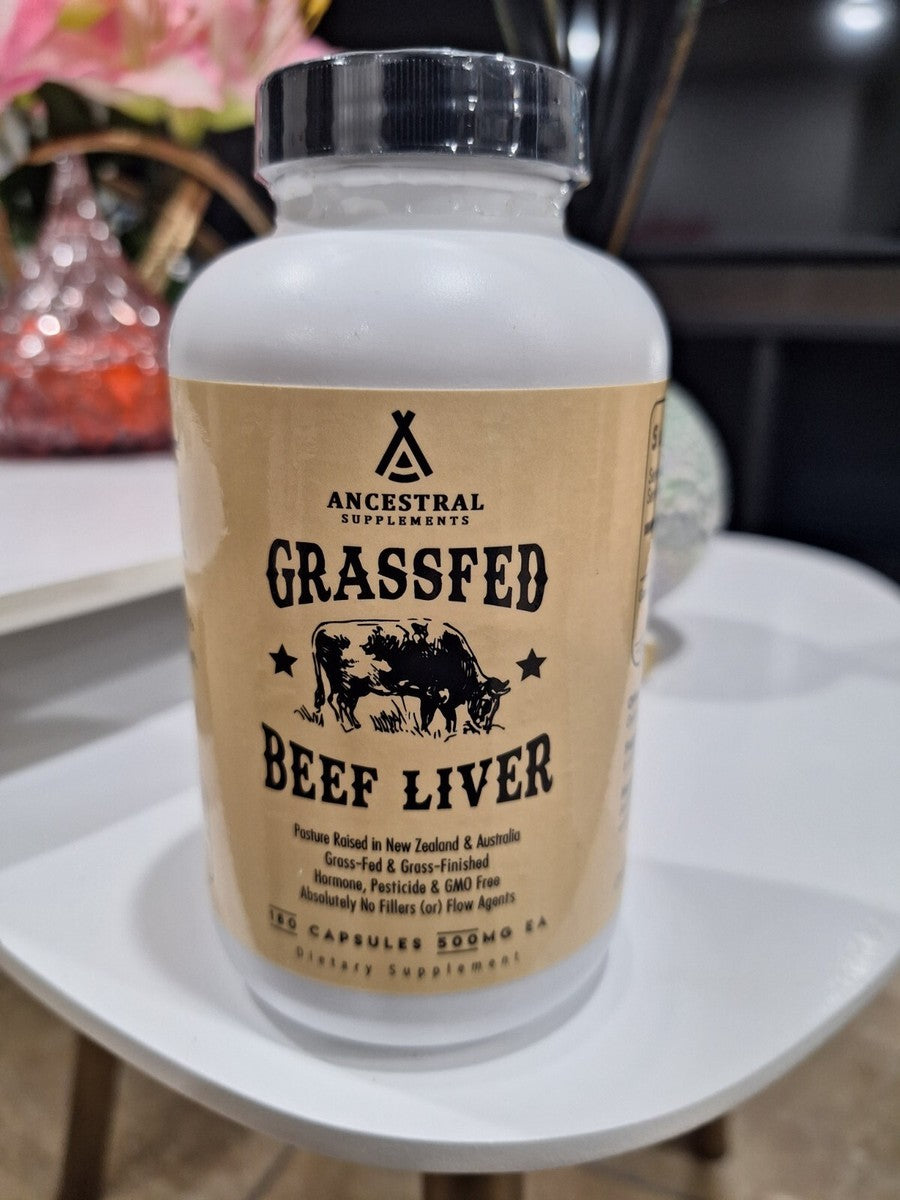 ANCESTRAL
SUPPLEMENTS
GRASSFED
BEEF LIVER
Pasture Raised in New Zealand & Australia
Grass-Fed & Grass-Finished
Hormone, Pesticide & GMO Free
Absolutely No Fillers (or) Flow Agents
180 CAPSULES 500MG EA
Dietary Supplement